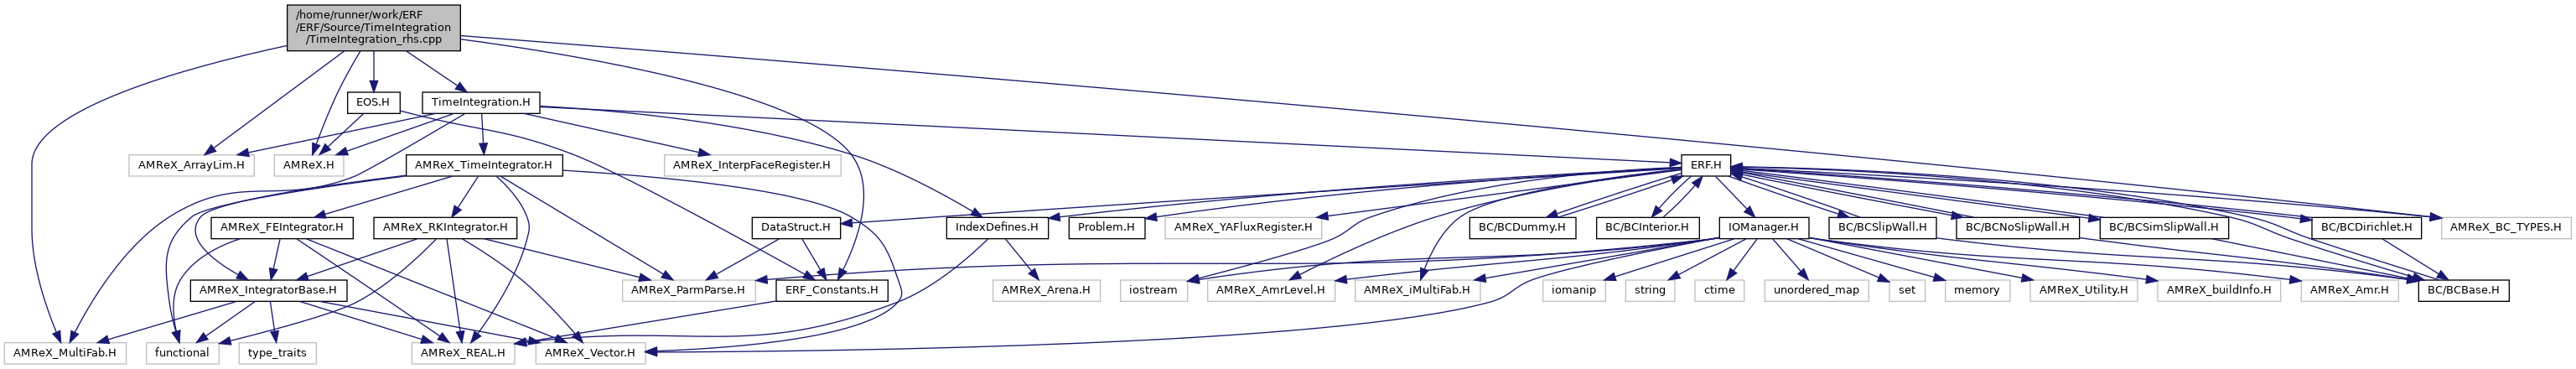 /home/runner/work/ERF
/ERF/Source/TimeIntegration
/TimeIntegration_rhs.cpp
EOS.H
TimeIntegration.H
AMReX_ArrayLim.H
AMReX.H
AMReX_TimeIntegrator.H
AMReX_InterpFaceRegister.H
ERF.H
AMReX_FEIntegrator.H
AMReX_RKIntegrator.H
DataStruct.H
IndexDefines.H
Problem.H
AMReX_YAFluxRegister.H
BC/BCDummy.H
BC/BCInterior.H
IOManager.H
BC/BCSlipWall.H
BC/BCNoSlipWall.H
BC/BCSimSlipWall.H
BC/BCDirichlet.H
AMReX_BC_TYPES.H
AMReX_IntegratorBase.H
AMReX_ParmParse.H
ERF_Constants.H
AMReX_Arena.H
iostream
AMReX_AmrLevel.H
AMReX_iMultiFab.H
iomanip
string
ctime
unordered_map
set
memory
AMReX_Utility.H
AMReX_buildInfo.H
AMReX_Amr.H
BC/BCBase.H
AMReX_MultiFab.H
functional
type_traits
AMReX_REAL.H
AMReX_Vector.H